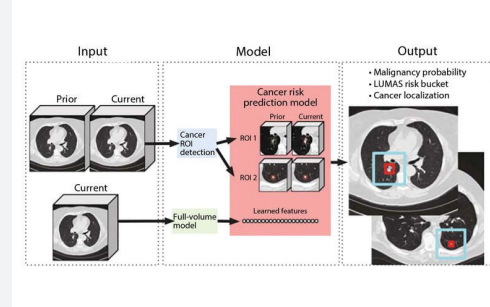 Input
Model
Output
Prior
Current
Current
Cancer
ROI
detection
Full-volume
model
Cancer risk
prediction model
Prior
Current
ROI 1
ROI 2
Learned features
• Malignancy probability
• LUMAS risk bucket
• Cancer localization